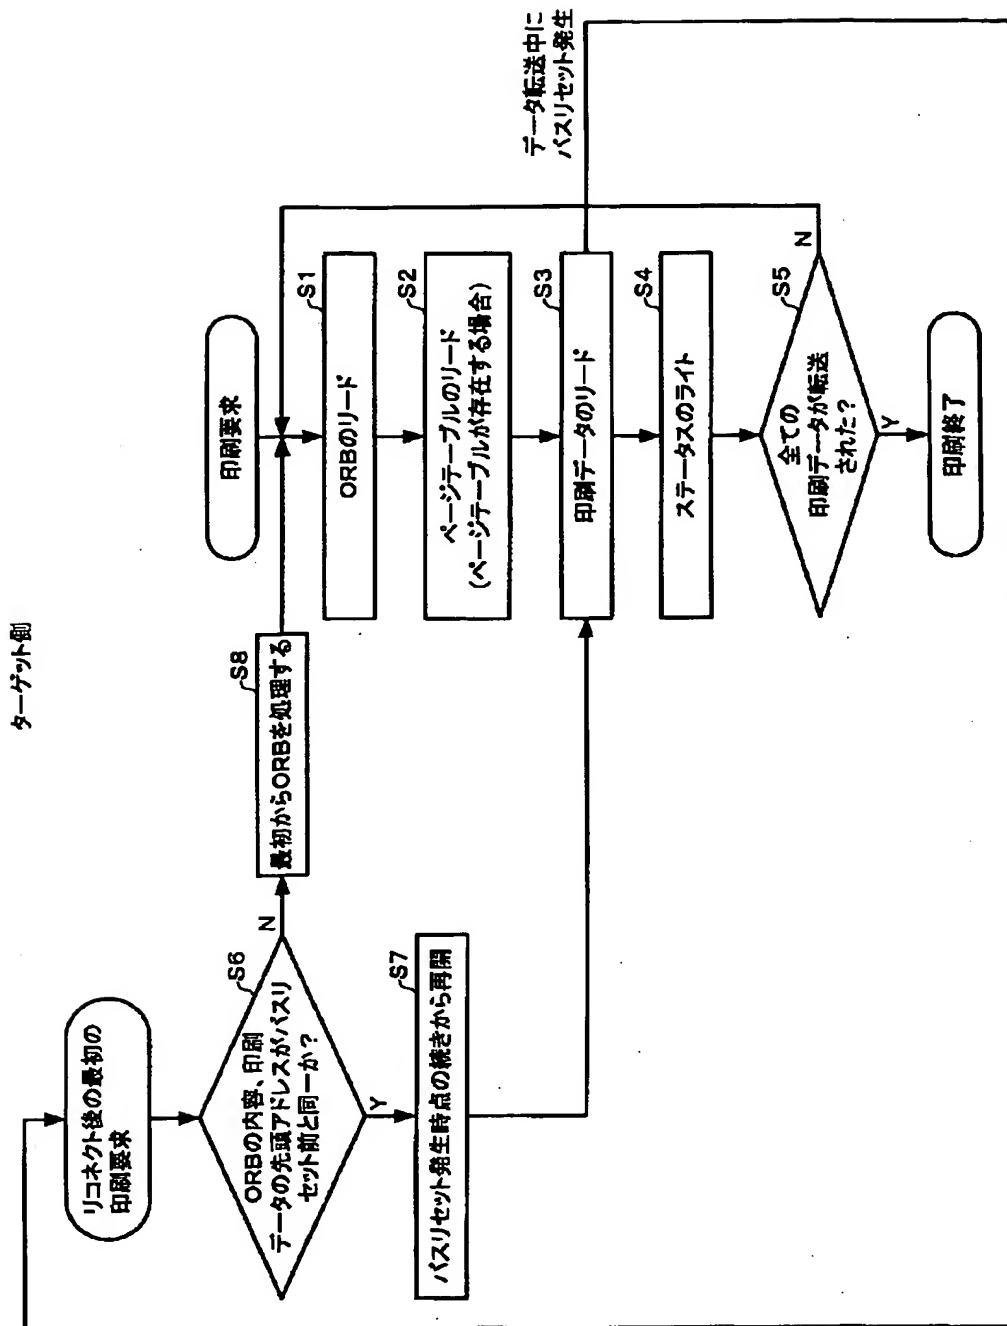 ターゲット側
リコネクト後の最初の
印刷要求
S6
ORBの内容、印刷
データの先頭アドレスがバスリ
セット前と同一か?
N
Y
S7
バスリセット発生時点の続きから再開
S8
最初からORBを処理する
印刷要求
S1
ORBのリード
S2
ページテーブルのリード
(ページテーブルが存在する場合)
S3
印刷データのリード
S4
ステータスのライト
S5
全ての
印刷データが転送
された?
N
Y
印刷終了
データ転送中に
バスリセット発生